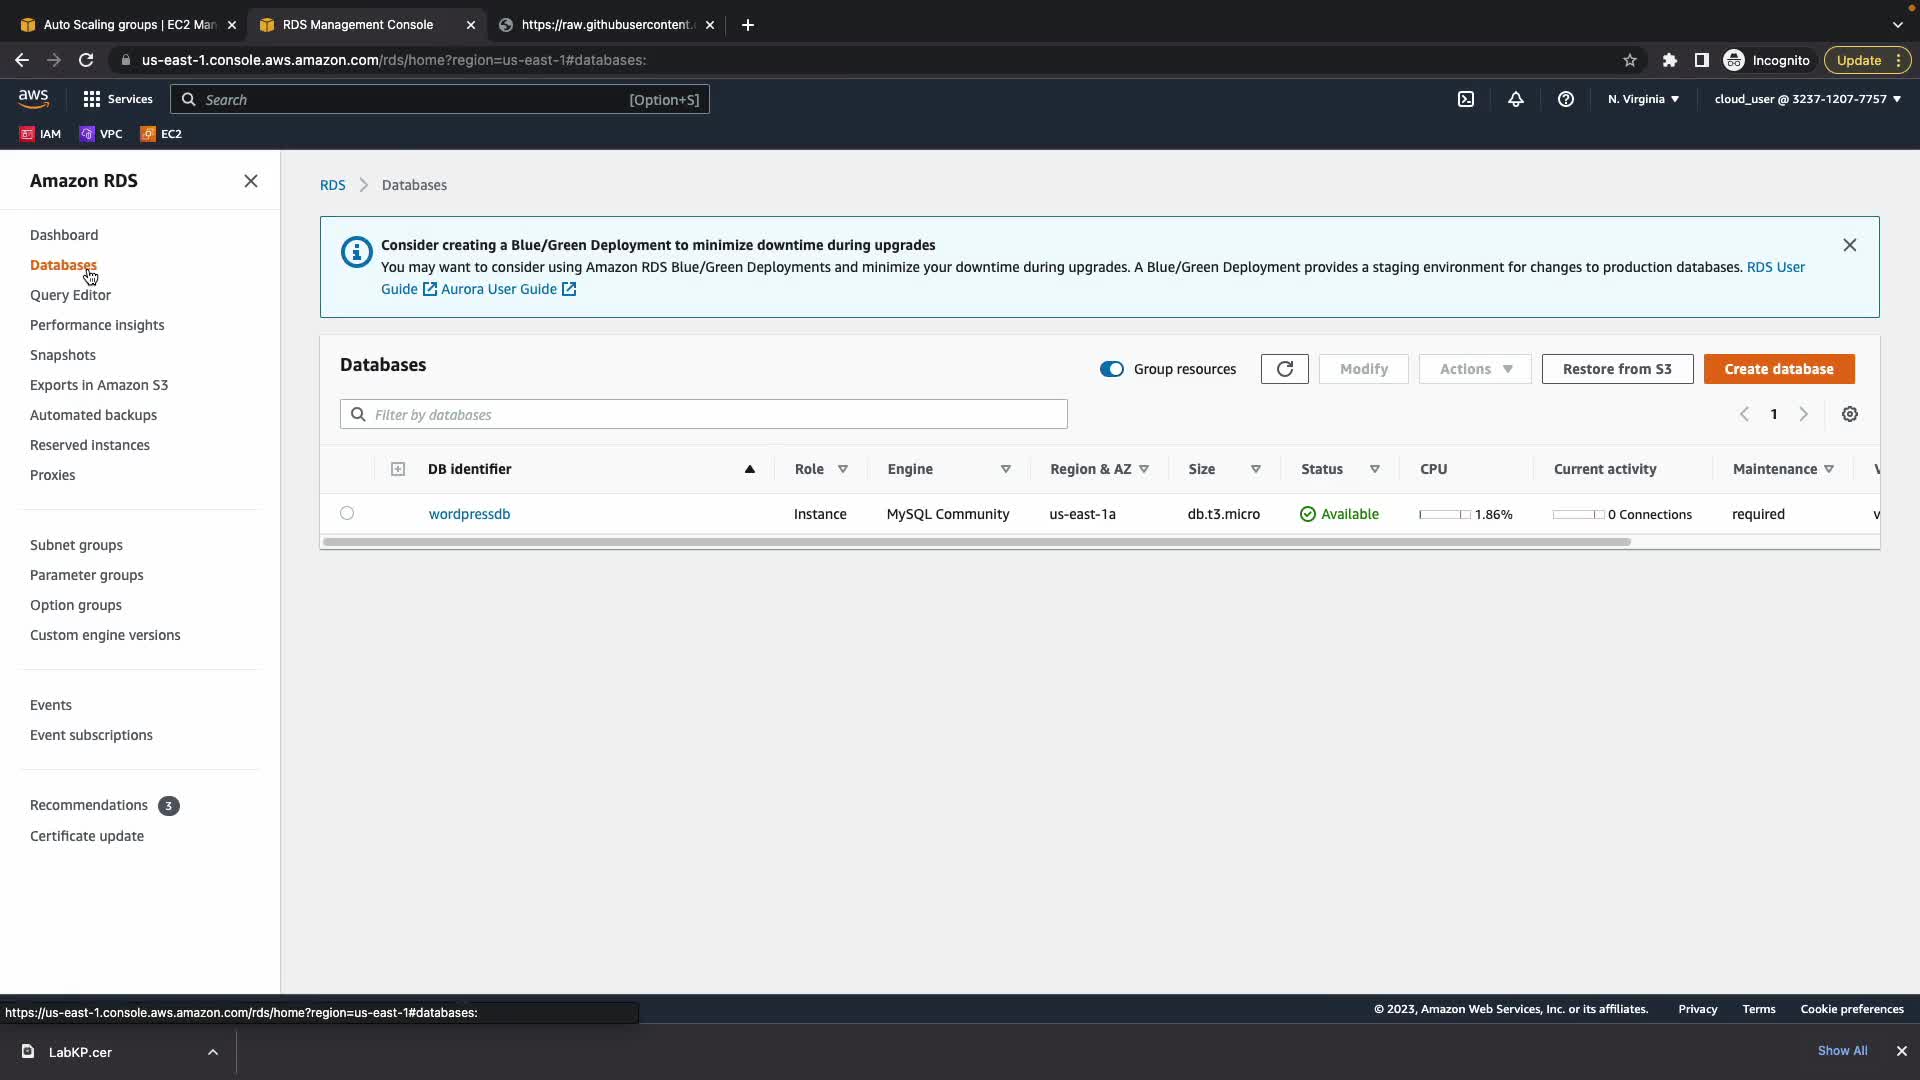 Auto Scaling groups | EC2 Man
RDS Management Console
https://raw.githubusercontent.
us-east-1.console.aws.amazon.com/rds/home?region=us-east-1#databases:
Incognito
Update
aws
Services
Search
[Option+S]
N. Virginia
cloud_user @ 3237-1207-7757
IAM
VPC
EC2
Amazon RDS
Dashboard
Databases
Query Editor
Performance insights
Snapshots
Exports in Amazon S3
Automated backups
Reserved instances
Proxies
Subnet groups
Parameter groups
Option groups
Custom engine versions
Events
Event subscriptions
Recommendations 3
Certificate update
RDS > Databases
Consider creating a Blue/Green Deployment to minimize downtime during upgrades
You may want to consider using Amazon RDS Blue/Green Deployments and minimize your downtime during upgrades. A Blue/Green Deployment provides a staging environment for changes to production databases. RDS User
Guide Aurora User Guide
Databases
Group resources
Modify
Actions
Restore from S3
Create database
Filter by databases
1
DB identifier Role Engine Region & AZ Size Status CPU Current activity Maintenance
wordpressdb Instance MySQL Community us-east-1a db.t3.micro Available 1.86% 0 Connections required
© 2023, Amazon Web Services, Inc. or its affiliates. Privacy Terms Cookie preferences
https://us-east-1.console.aws.amazon.com/rds/home?region=us-east-1#databases:
LabKP.cer
Show All